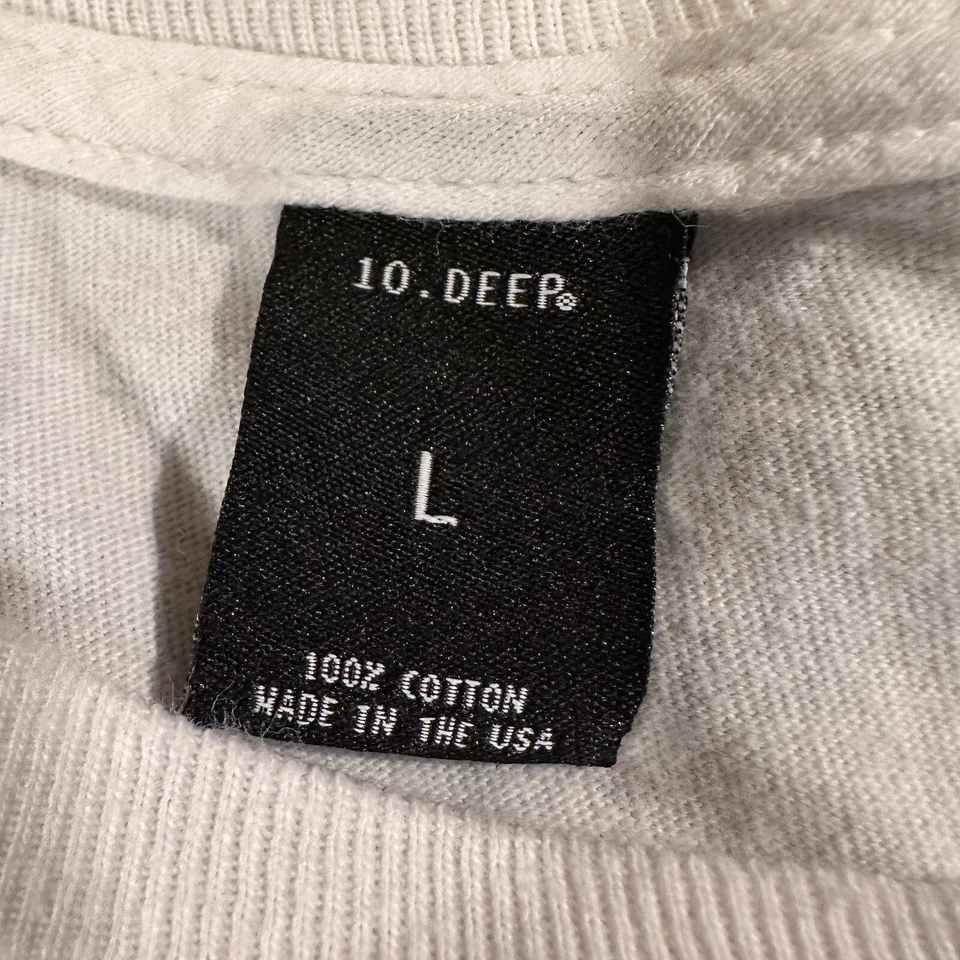 10.DEEP®
L
100% COTTON
MADE IN THE USA